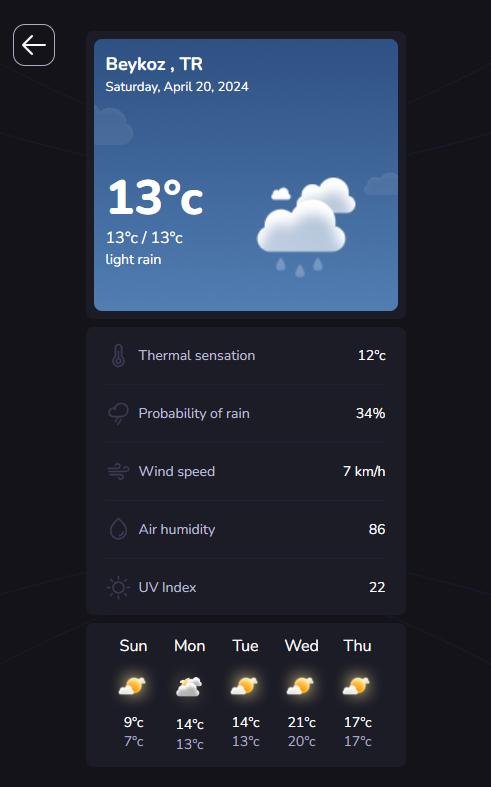 Beykoz , TR
Saturday, April 20, 2024
13°c
13°c / 13°c
light rain
Thermal sensation 12°c
Probability of rain 34%
Wind speed 7 km/h
Air humidity 86
UV Index 22
Sun Mon Tue Wed Thu
9°c 14°c 14°c 21°c 17°c
7°c 13°c 13°c 20°c 17°c